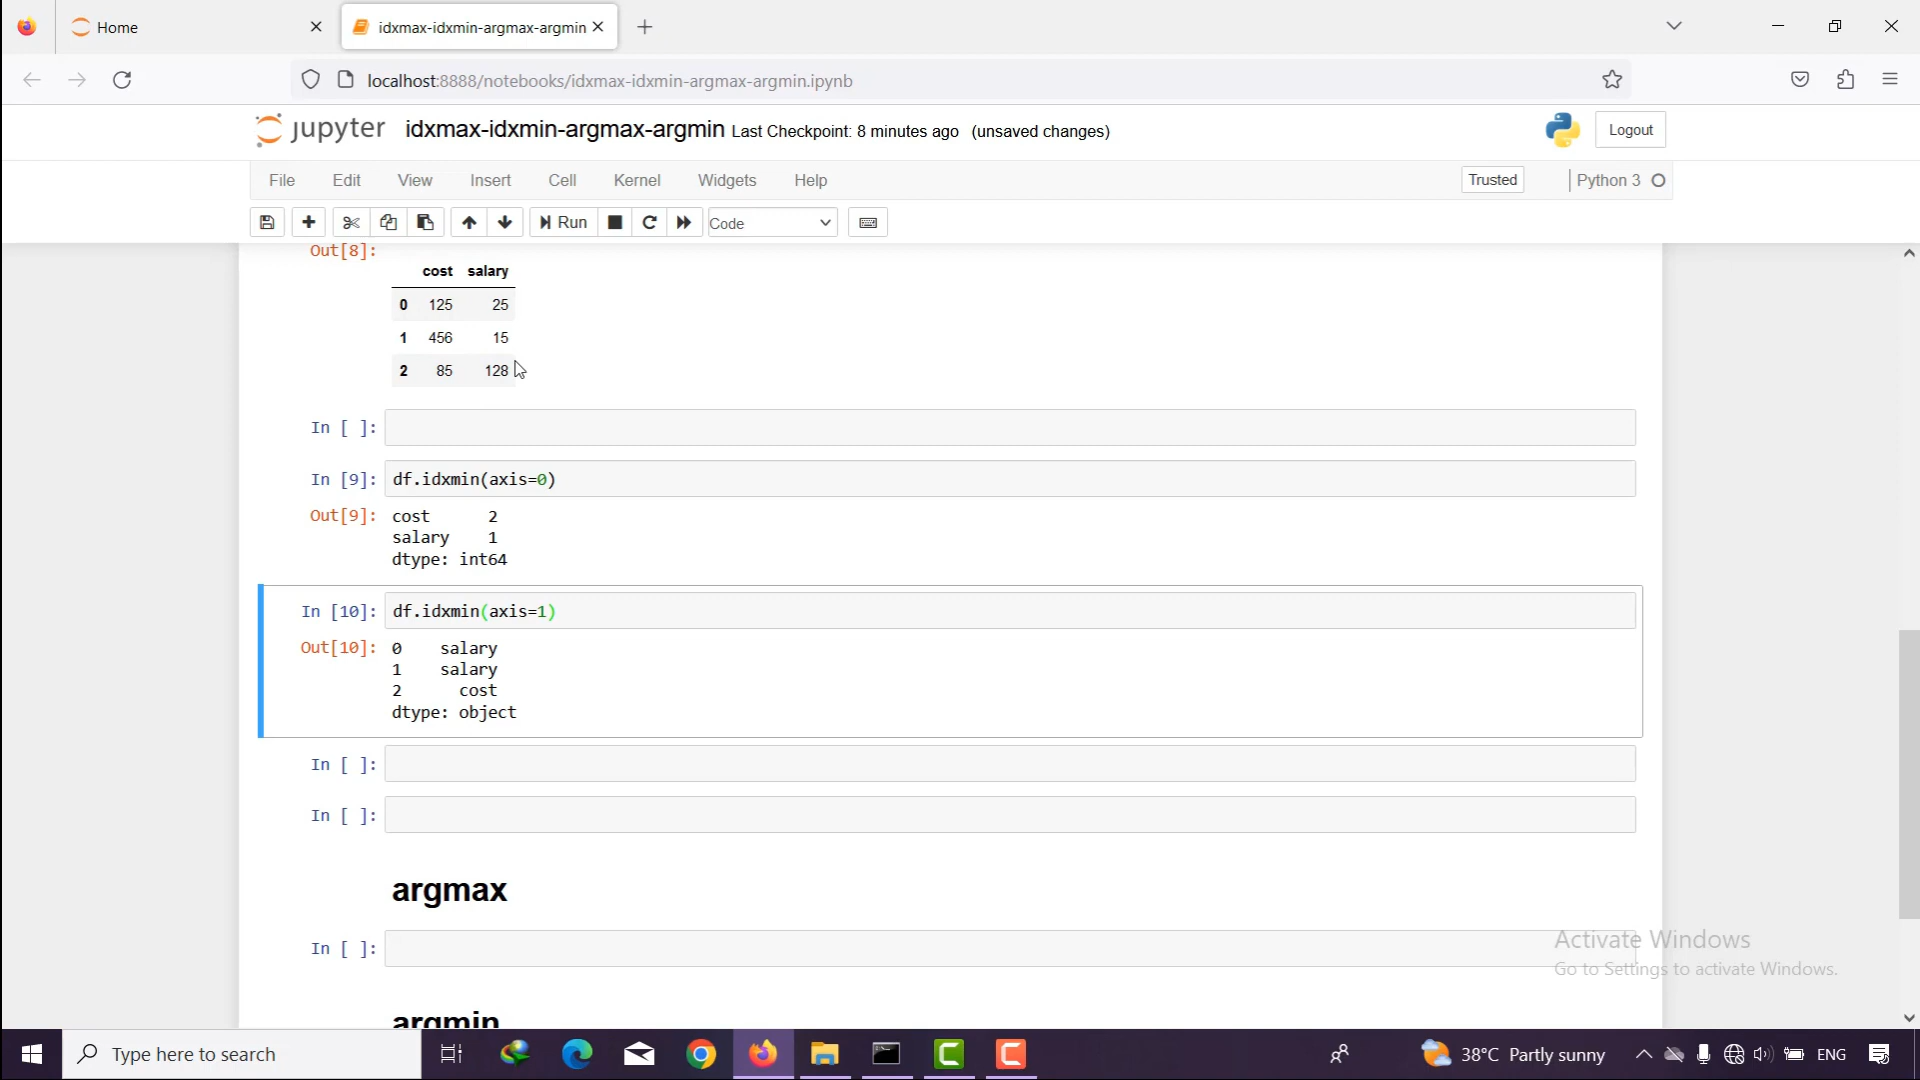 Home
idxmax-idxmin-argmax-argmin
localhost:8888/notebooks/idxmax-idxmin-argmax-argmin.ipynb
jupyter idxmax-idxmin-argmax-argmin Last Checkpoint: 8 minutes ago (unsaved changes)
Logout
File Edit View Insert Cell Kernel Widgets Help
Trusted
Python 3
Run
Code
Out[8]:
cost salary
0 125 25
1 456 15
2 85 128
In [ ]:
In [9]: df.idxmin(axis=0)
Out[9]: cost 2
salary 1
dtype: int64
In [10]: df.idxmin(axis=1)
Out[10]: 0 salary
1 salary
2 cost
dtype: object
In [ ]:
In [ ]:
argmax
In [ ]:
Activate Windows
Go to Settings to activate Windows.
argmin
Type here to search
38°C Partly sunny
ENG